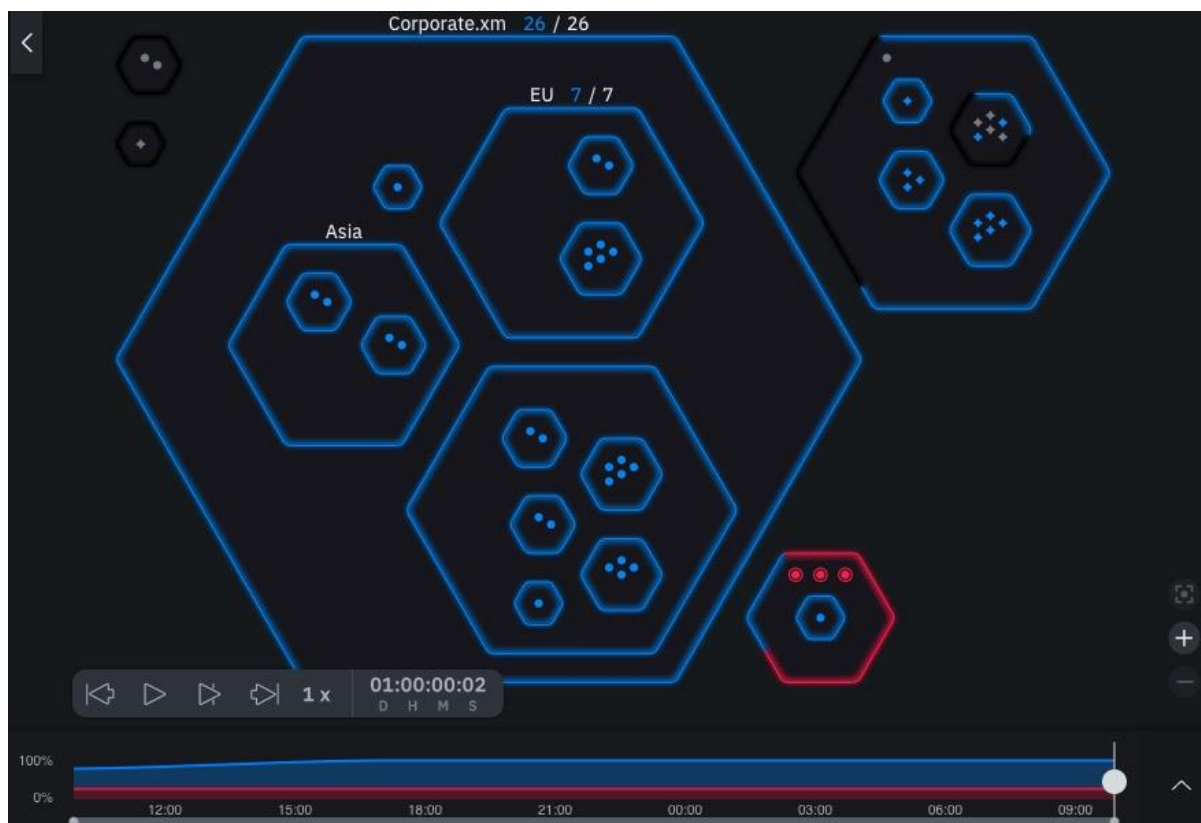 Corporate.xm 26 / 26
EU 7 / 7
Asia
1 x
01:00:00:02
D H M S
100%
0%
12:00 15:00 18:00 21:00 00:00 03:00 06:00 09:00